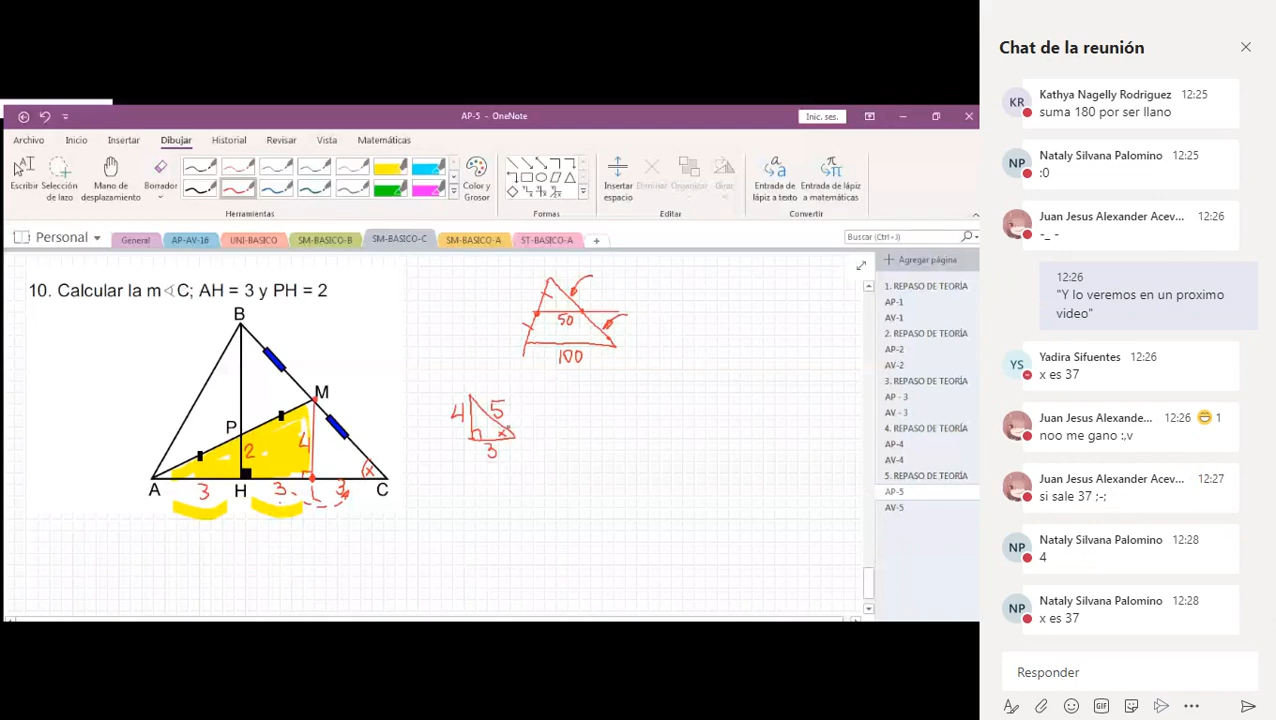 AP-5 - OneNote
Inic. ses.
Archivo Inicio Insertar Dibujar Historial Revisar Vista Matemáticas
Escribir
Selección de lazo
Mano de desplazamiento
Borrador
Color y Grosor
Insertar espacio
Eliminar
Organizar
Girar
Entrada de lápiz a texto
Entrada de lápiz a matemáticas
Herramientas Formas Editar Convertir
Personal
General AP-AV-16 UNI-BASICO SM-BASICO-B SM-BASICO-C SM-BASICO-A ST-BASICO-A
Buscar (Ctrl+J)
10. Calcular la m∢C; AH = 3 y PH = 2
B
M
P
A H C
2
4
x
3 3 3
50
100
4 5
x
3
Agregar página
1. REPASO DE TEORÍA
AP-1
AV-1
2. REPASO DE TEORÍA
AP-2
AV-2
3. REPASO DE TEORÍA
AP - 3
AV - 3
4. REPASO DE TEORÍA
AP-4
AV-4
5. REPASO DE TEORÍA
AP-5
AV-5
Chat de la reunión
KR
Kathya Nagelly Rodriguez 12:25
suma 180 por ser llano
NP
Nataly Silvana Palomino 12:25
:0
Juan Jesus Alexander Acev... 12:26
-_ -
12:26
"Y lo veremos en un proximo
video"
YS
Yadira Sifuentes 12:26
x es 37
Juan Jesus Alexande... 12:26 1
noo me gano :,v
Juan Jesus Alexander Acev... 12:27
si sale 37 ;-;
NP
Nataly Silvana Palomino 12:28
4
NP
Nataly Silvana Palomino 12:28
x es 37
Responder
GIF